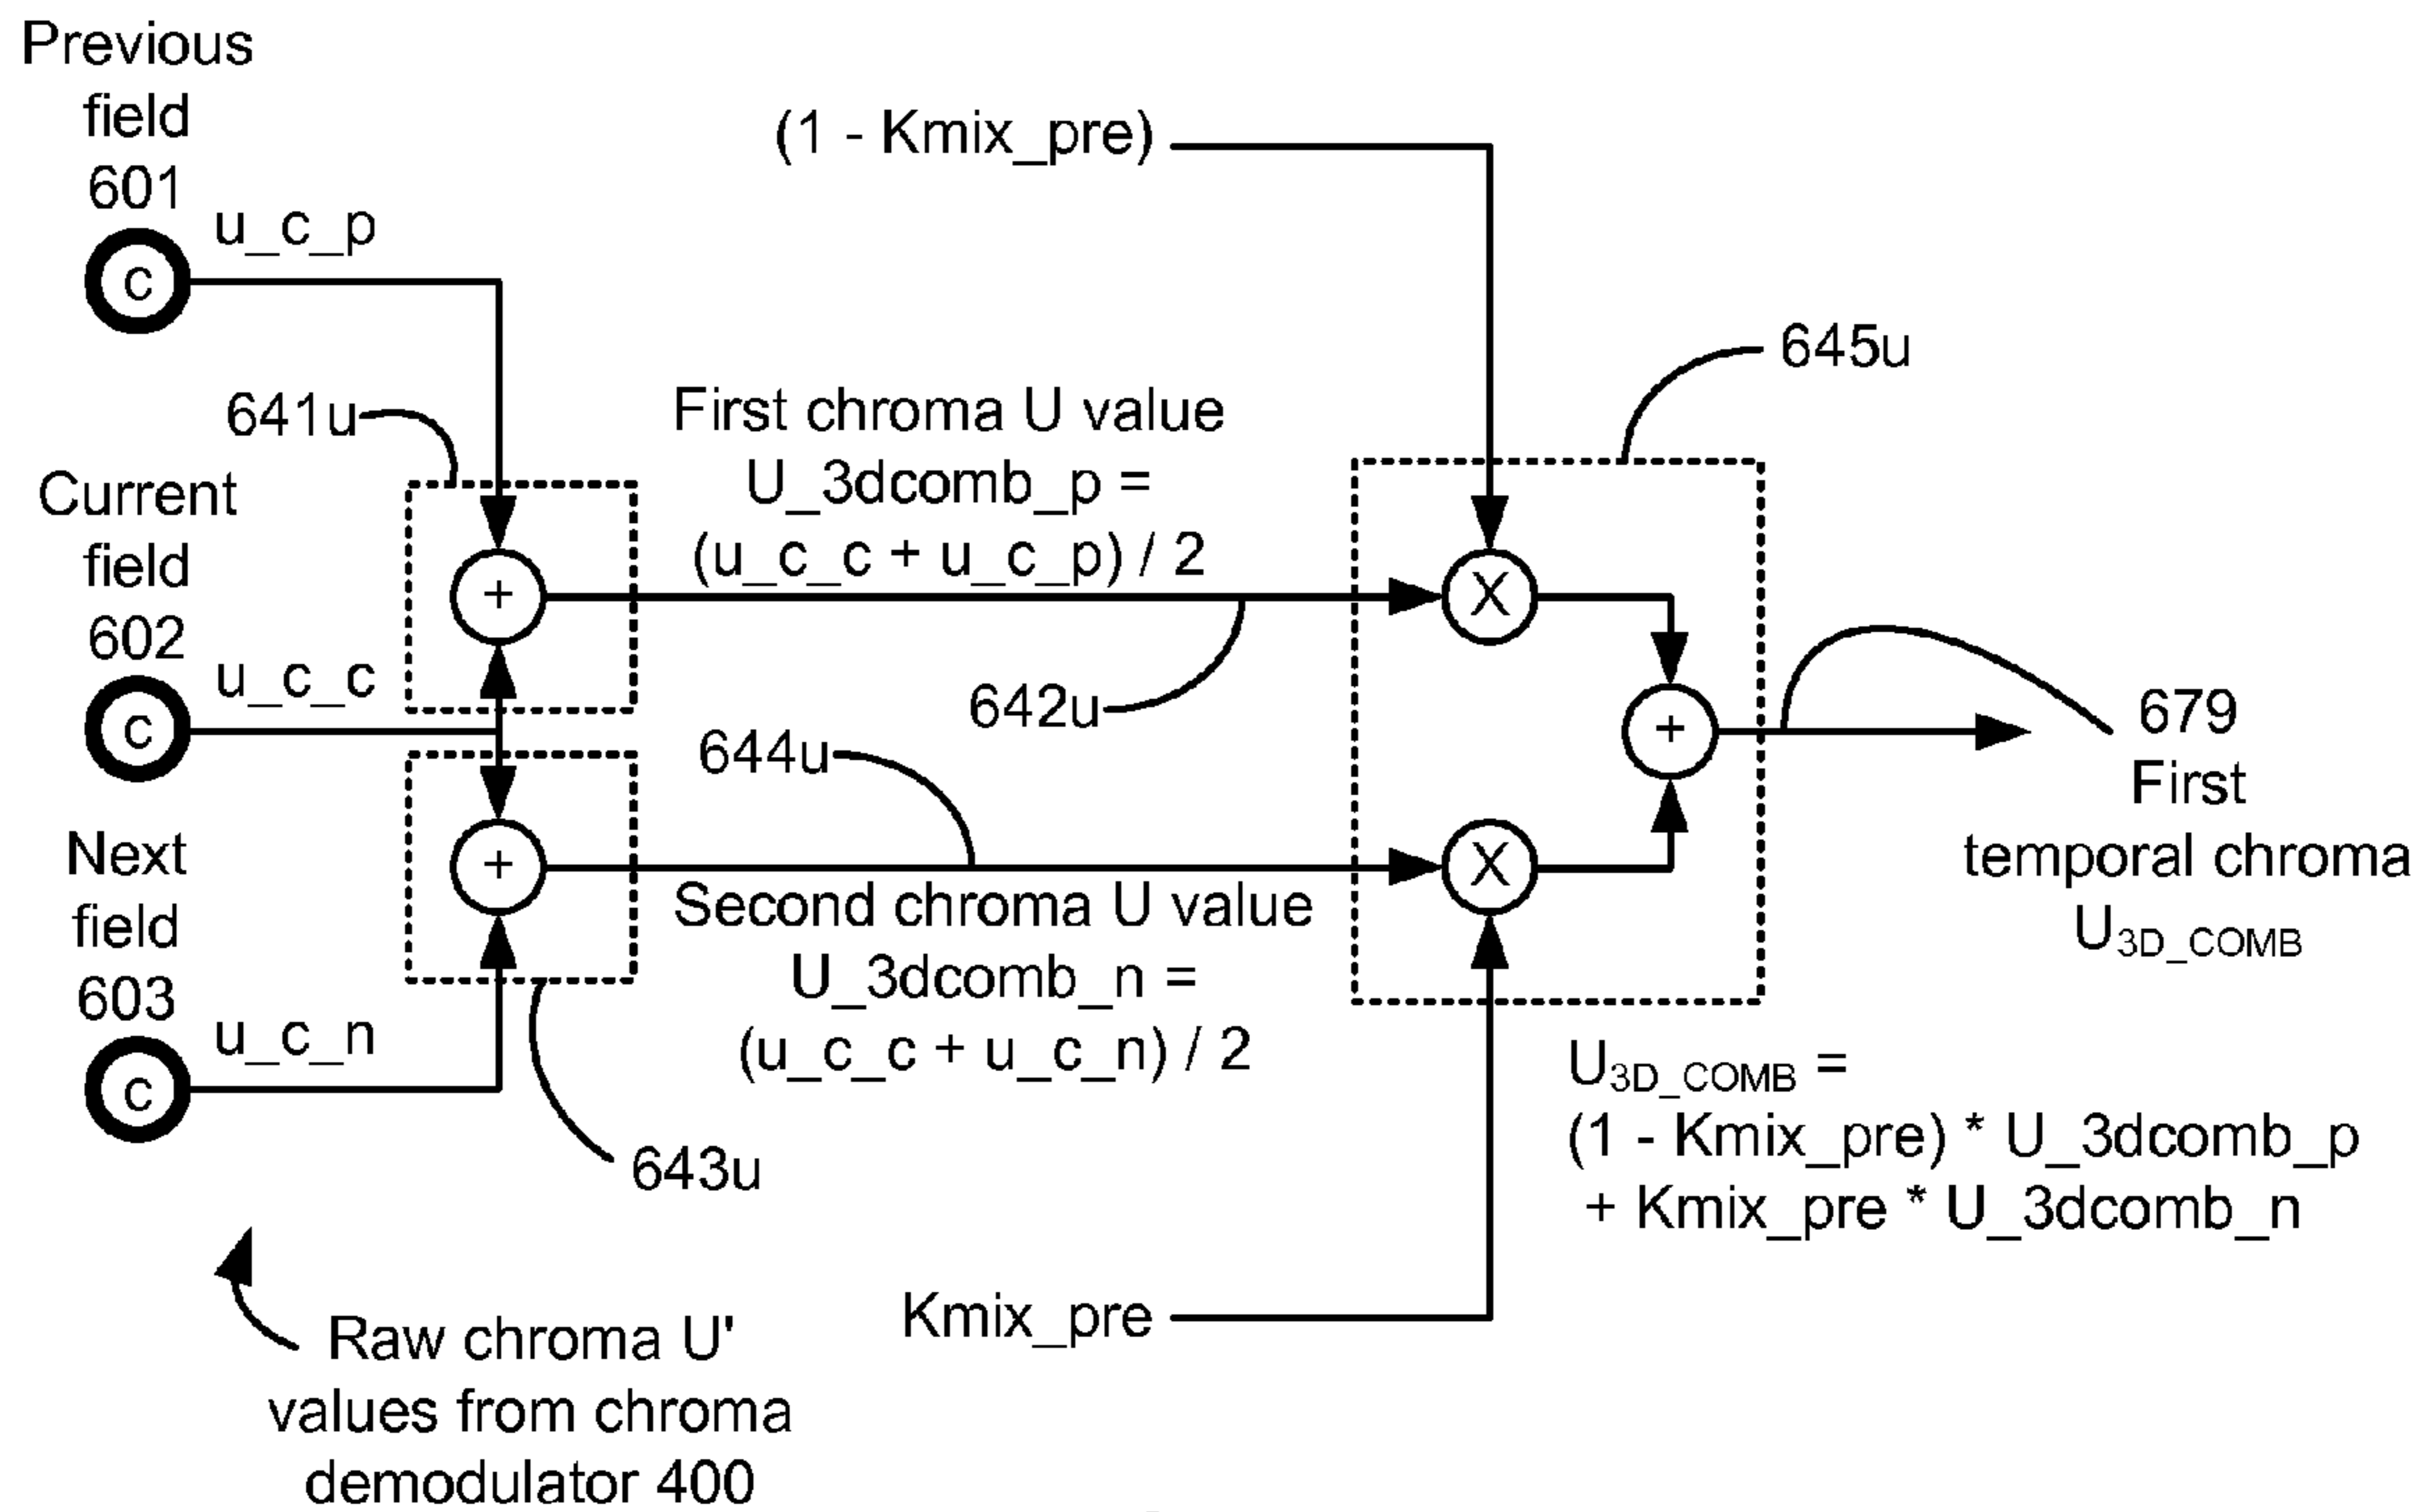 Previous
field
601
u_c_p
c
(1 - Kmix_pre)
645u
641u
First chroma U value
U_3dcomb_p =
(u_c_c + u_c_p) / 2
Current
field
602
u_c_c
c
+
X
642u
644u
+
679
First
temporal chroma
U3D_COMB
Next
field
603
u_c_n
c
+
X
Second chroma U value
U_3dcomb_n =
(u_c_c + u_c_n) / 2
643u
U3D_COMB =
(1 - Kmix_pre) * U_3dcomb_p
+ Kmix_pre * U_3dcomb_n
Kmix_pre
Raw chroma U'
values from chroma
demodulator 400